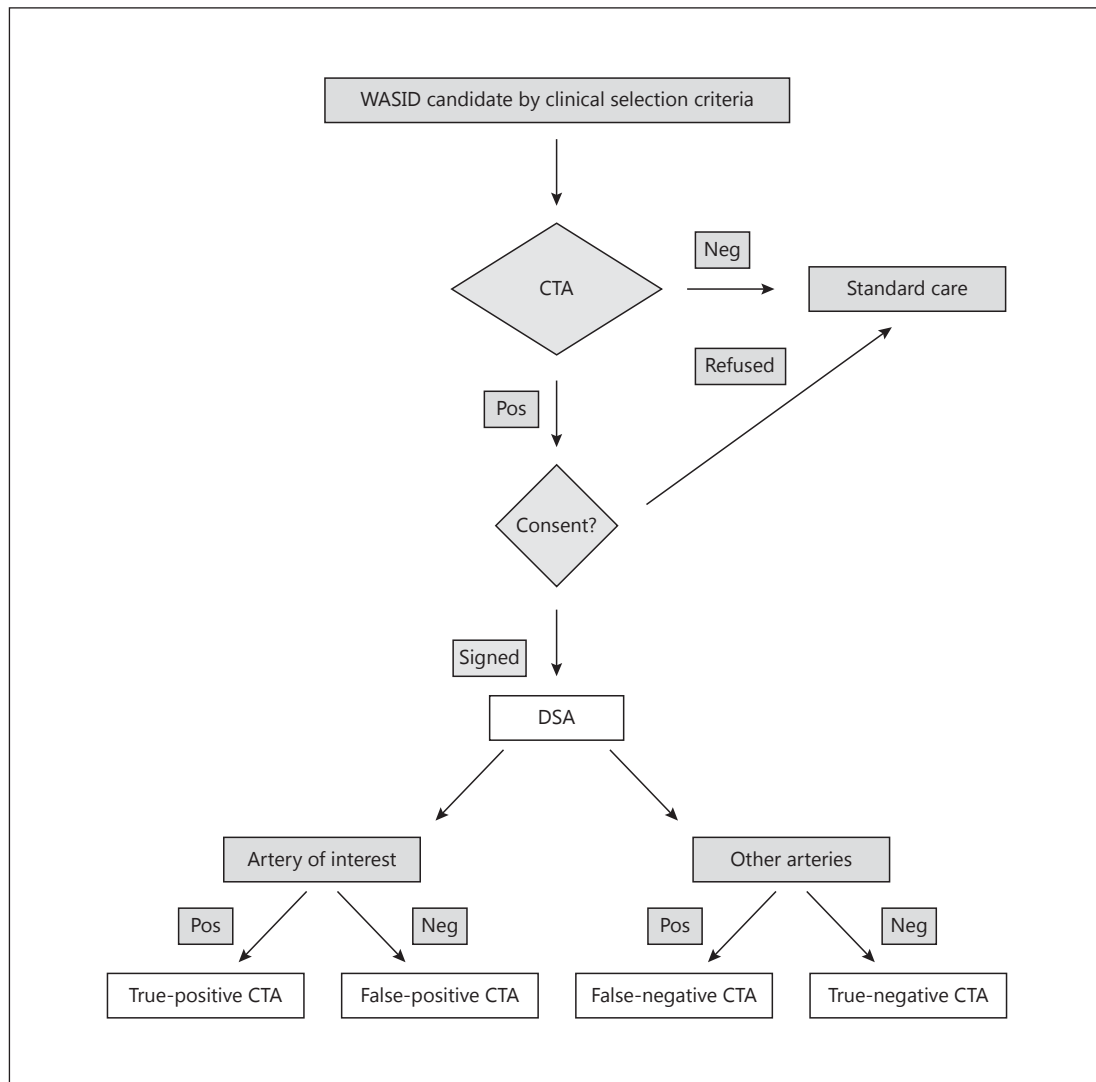 WASID candidate by clinical selection criteria
CTA
Neg
Standard care
Refused
Pos
Consent?
Signed
DSA
Artery of interest
Other arteries
Pos
Neg
Pos
Neg
True-positive CTA
False-positive CTA
False-negative CTA
True-negative CTA